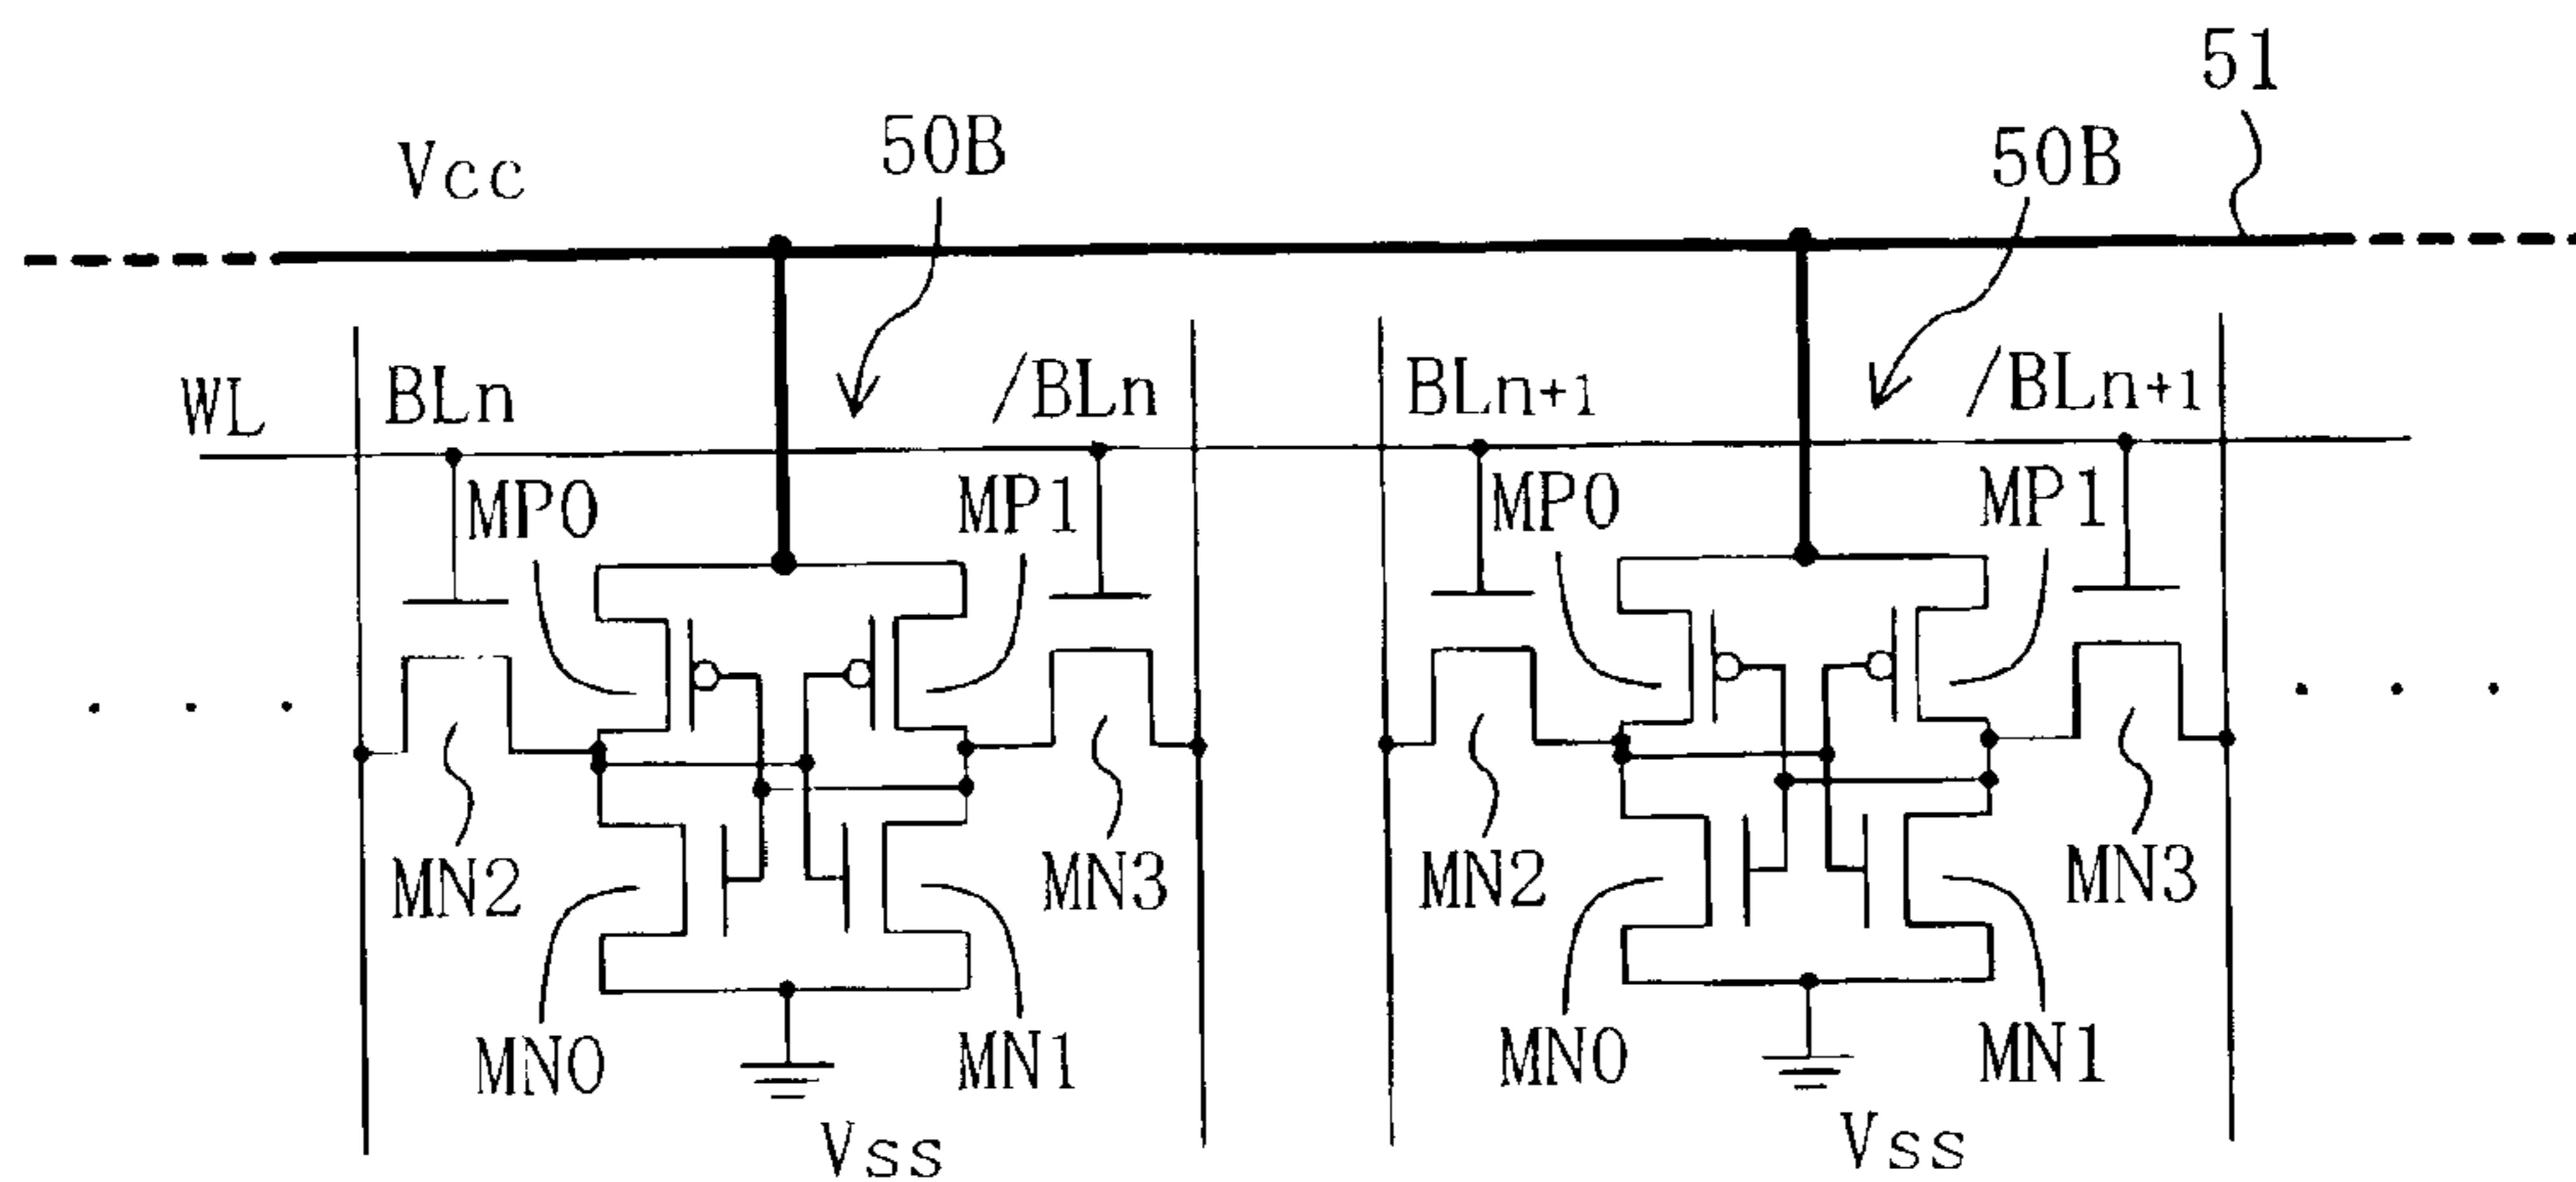 51
Vcc 50B 50B
WL BLn /BLn BLn+1 /BLn+1
MP0 MP1 MP0 MP1
MN2 MN3 MN2 MN3
MN0 MN1 MN0 MN1
Vss Vss